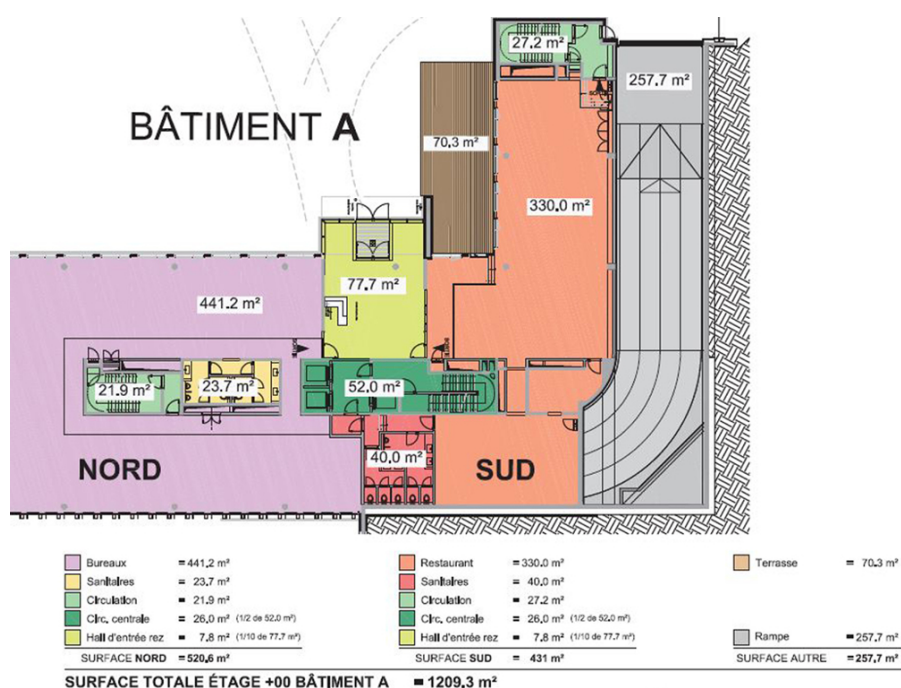 27.2 m²
257.7 m²
BÂTIMENT A
70.3 m²
330.0 m²
77.7 m²
441.2 m²
52.0 m²
21.9 m²
23.7 m²
40.0 m²
NORD
SUD
Bureaux = 441.2 m²
Sanitaires = 23.7 m²
Circulation = 21.9 m²
Circ. centrale = 26.0 m² (1/2 de 52.0 m²)
Hall d'entrée rez = 7.8 m² (1/10 de 77.7 m²)
SURFACE NORD = 520.6 m²
Restaurant = 330.0 m²
Sanitaires = 40.0 m²
Circulation = 27.2 m²
Circ. centrale = 26.0 m² (1/2 de 52.0 m²)
Hall d'entrée rez = 7.8 m² (1/10 de 77.7 m²)
SURFACE SUD = 431 m²
Terrasse = 70.3 m²
Rampe = 257.7 m²
SURFACE AUTRE = 257.7 m²
SURFACE TOTALE ÉTAGE +00 BÂTIMENT A = 1209.3 m²